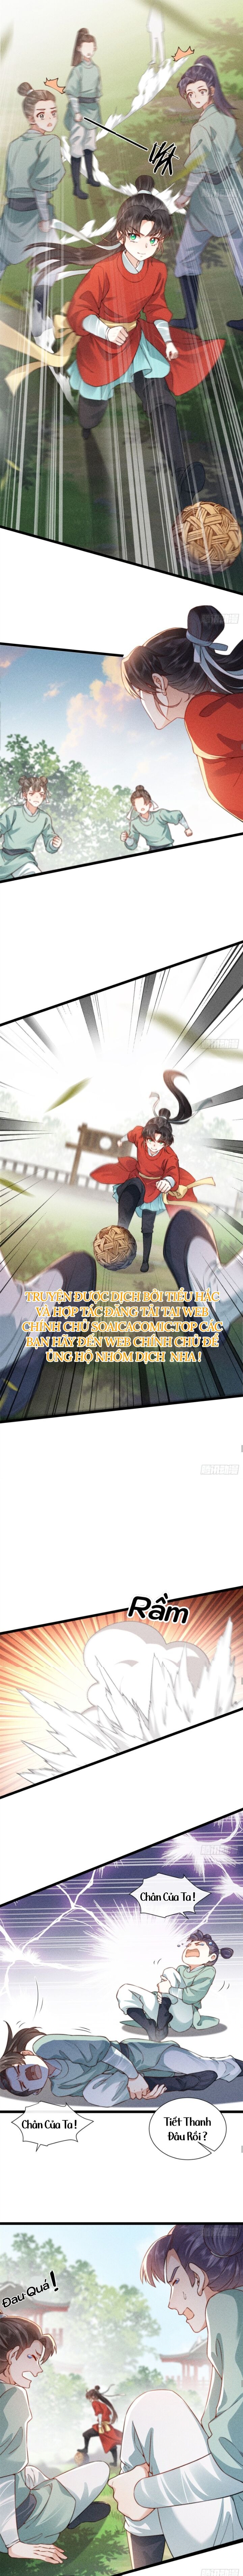 TRUYỆN ĐƯỢC DỊCH BỞI TIỂU HẮC
VÀ HỢP TÁC ĐĂNG TẢI TẠI WEB
CHÍNH CHỦ SOAICACOMIC.TOP CÁC
BẠN HÃY ĐẾN WEB CHÍNH CHỦ ĐỂ
ỦNG HỘ NHÓM DỊCH NHA!
Rầm
Chân Của Ta!
Chân Của Ta!
Tiết Thanh
Đâu Rồi?
Đau Quá!